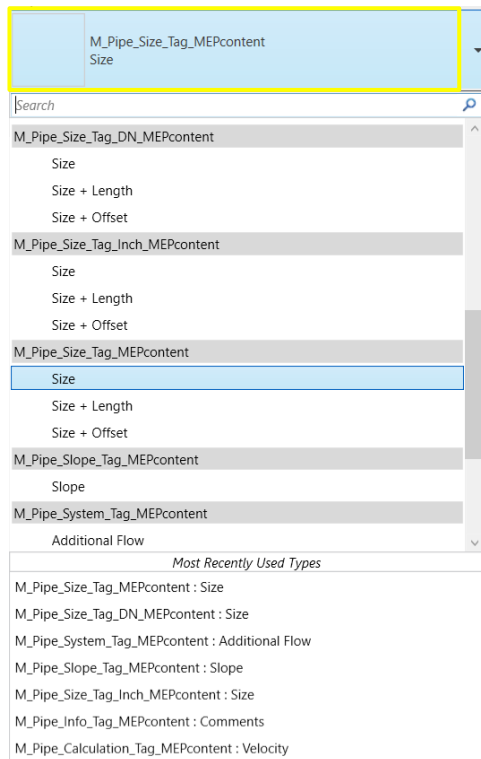 M_Pipe_Size_Tag_MEPcontent
Size
Search
M_Pipe_Size_Tag_DN_MEPcontent
Size
Size + Length
Size + Offset
M_Pipe_Size_Tag_Inch_MEPcontent
Size
Size + Length
Size + Offset
M_Pipe_Size_Tag_MEPcontent
Size
Size + Length
Size + Offset
M_Pipe_Slope_Tag_MEPcontent
Slope
M_Pipe_System_Tag_MEPcontent
Additional Flow
Most Recently Used Types
M_Pipe_Size_Tag_MEPcontent : Size
M_Pipe_Size_Tag_DN_MEPcontent : Size
M_Pipe_System_Tag_MEPcontent : Additional Flow
M_Pipe_Slope_Tag_MEPcontent : Slope
M_Pipe_Size_Tag_Inch_MEPcontent : Size
M_Pipe_Info_Tag_MEPcontent : Comments
M_Pipe_Calculation_Tag_MEPcontent : Velocity